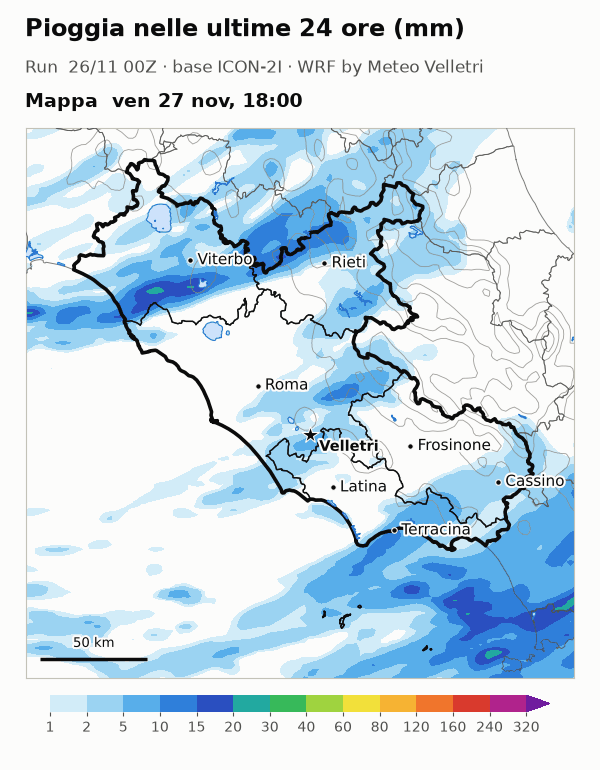 Pioggia nelle ultime 24 ore (mm)
Run  26/11 00Z · base ICON-2I · WRF by Meteo Velletri
Mappa  ven 27 nov, 18:00
Viterbo
Rieti
Roma
Velletri
Frosinone
Latina
Cassino
Terracina
50 km
1 2 5 10 15 20 30 40 60 80 120 160 240 320